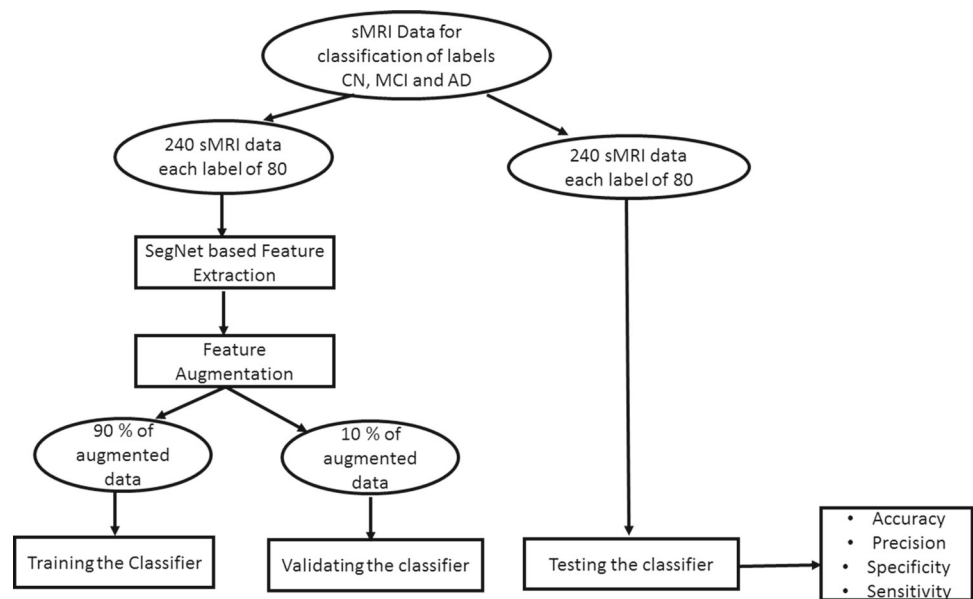 sMRI Data for
classification of labels
CN, MCI and AD
240 sMRI data
each label of 80
240 sMRI data
each label of 80
SegNet based Feature
Extraction
Feature
Augmentation
90 % of
augmented
data
10 % of
augmented
data
Training the Classifier
Validating the classifier
Testing the classifier
• Accuracy
• Precision
• Specificity
• Sensitivity